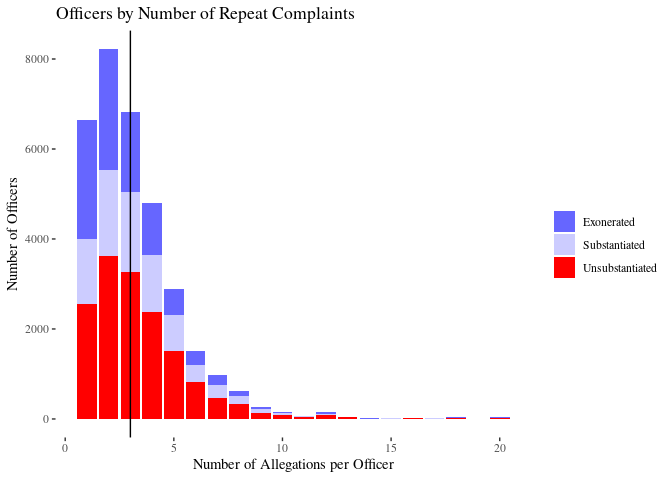 Officers by Number of Repeat Complaints
8000
6000
4000
2000
0
Number of Officers
0 5 10 15 20
Number of Allegations per Officer
Exonerated
Substantiated
Unsubstantiated